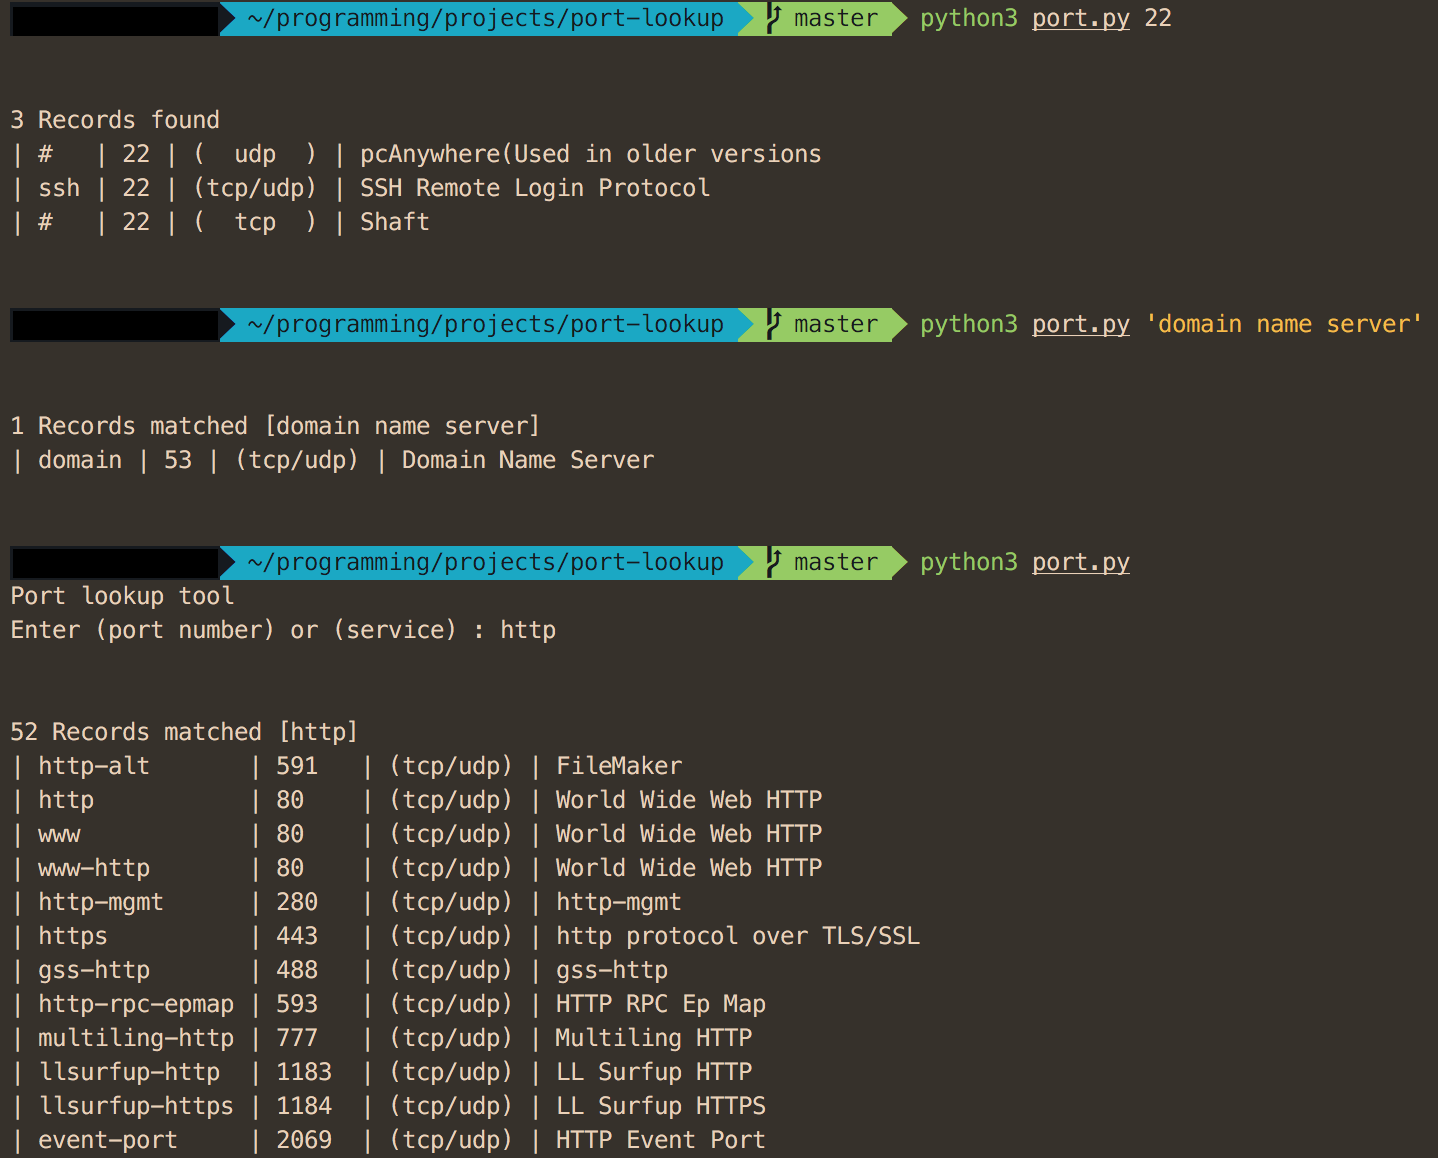 ~/programming/projects/port-lookup master python3 port.py 22
3 Records found
| #   | 22 | (  udp  ) | pcAnywhere(Used in older versions
| ssh | 22 | (tcp/udp) | SSH Remote Login Protocol
| #   | 22 | (  tcp  ) | Shaft
~/programming/projects/port-lookup master python3 port.py 'domain name server'
1 Records matched [domain name server]
| domain | 53 | (tcp/udp) | Domain Name Server
~/programming/projects/port-lookup master python3 port.py
Port lookup tool
Enter (port number) or (service) : http
52 Records matched [http]
| http-alt       | 591   | (tcp/udp) | FileMaker
| http           | 80    | (tcp/udp) | World Wide Web HTTP
| www            | 80    | (tcp/udp) | World Wide Web HTTP
| www-http       | 80    | (tcp/udp) | World Wide Web HTTP
| http-mgmt      | 280   | (tcp/udp) | http-mgmt
| https          | 443   | (tcp/udp) | http protocol over TLS/SSL
| gss-http       | 488   | (tcp/udp) | gss-http
| http-rpc-epmap | 593   | (tcp/udp) | HTTP RPC Ep Map
| multiling-http | 777   | (tcp/udp) | Multiling HTTP
| llsurfup-http  | 1183  | (tcp/udp) | LL Surfup HTTP
| llsurfup-https | 1184  | (tcp/udp) | LL Surfup HTTPS
| event-port     | 2069  | (tcp/udp) | HTTP Event Port